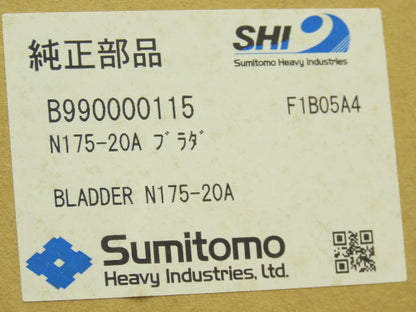 純正部品
SHI
Sumitomo Heavy Industries
B990000115 F1B05A4
N175-20A ﾌﾞﾗﾀﾞ
BLADDER N175-20A
Sumitomo
Heavy Industries, Ltd.